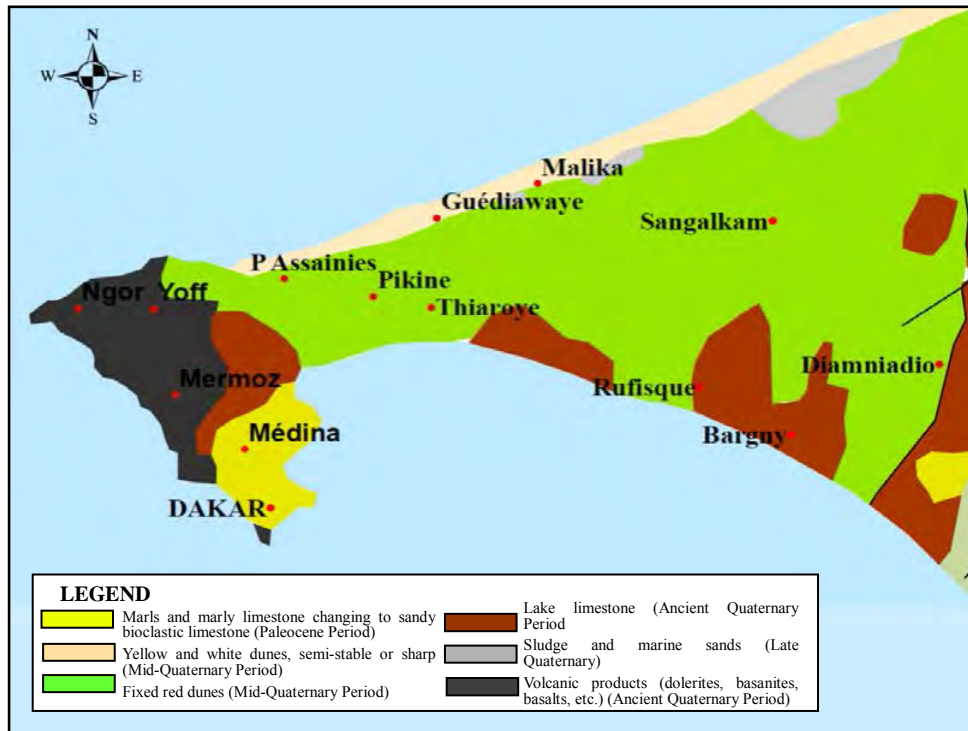 N
W E
S
Malika
Guédiawaye
Sangalkam
P Assainies
Pikine
Ngor Yoff
Thiaroye
Diamniadio
Mermoz
Rufisque
Médina
Bargny
DAKAR
LEGEND
Marls and marly limestone changing to sandy
bioclastic limestone (Paleocene Period)
Yellow and white dunes, semi-stable or sharp
(Mid-Quaternary Period)
Fixed red dunes (Mid-Quaternary Period)
Lake limestone (Ancient Quaternary
Period
Sludge and marine sands (Late
Quaternary)
Volcanic products (dolerites, basanites,
basalts, etc.) (Ancient Quaternary Period)